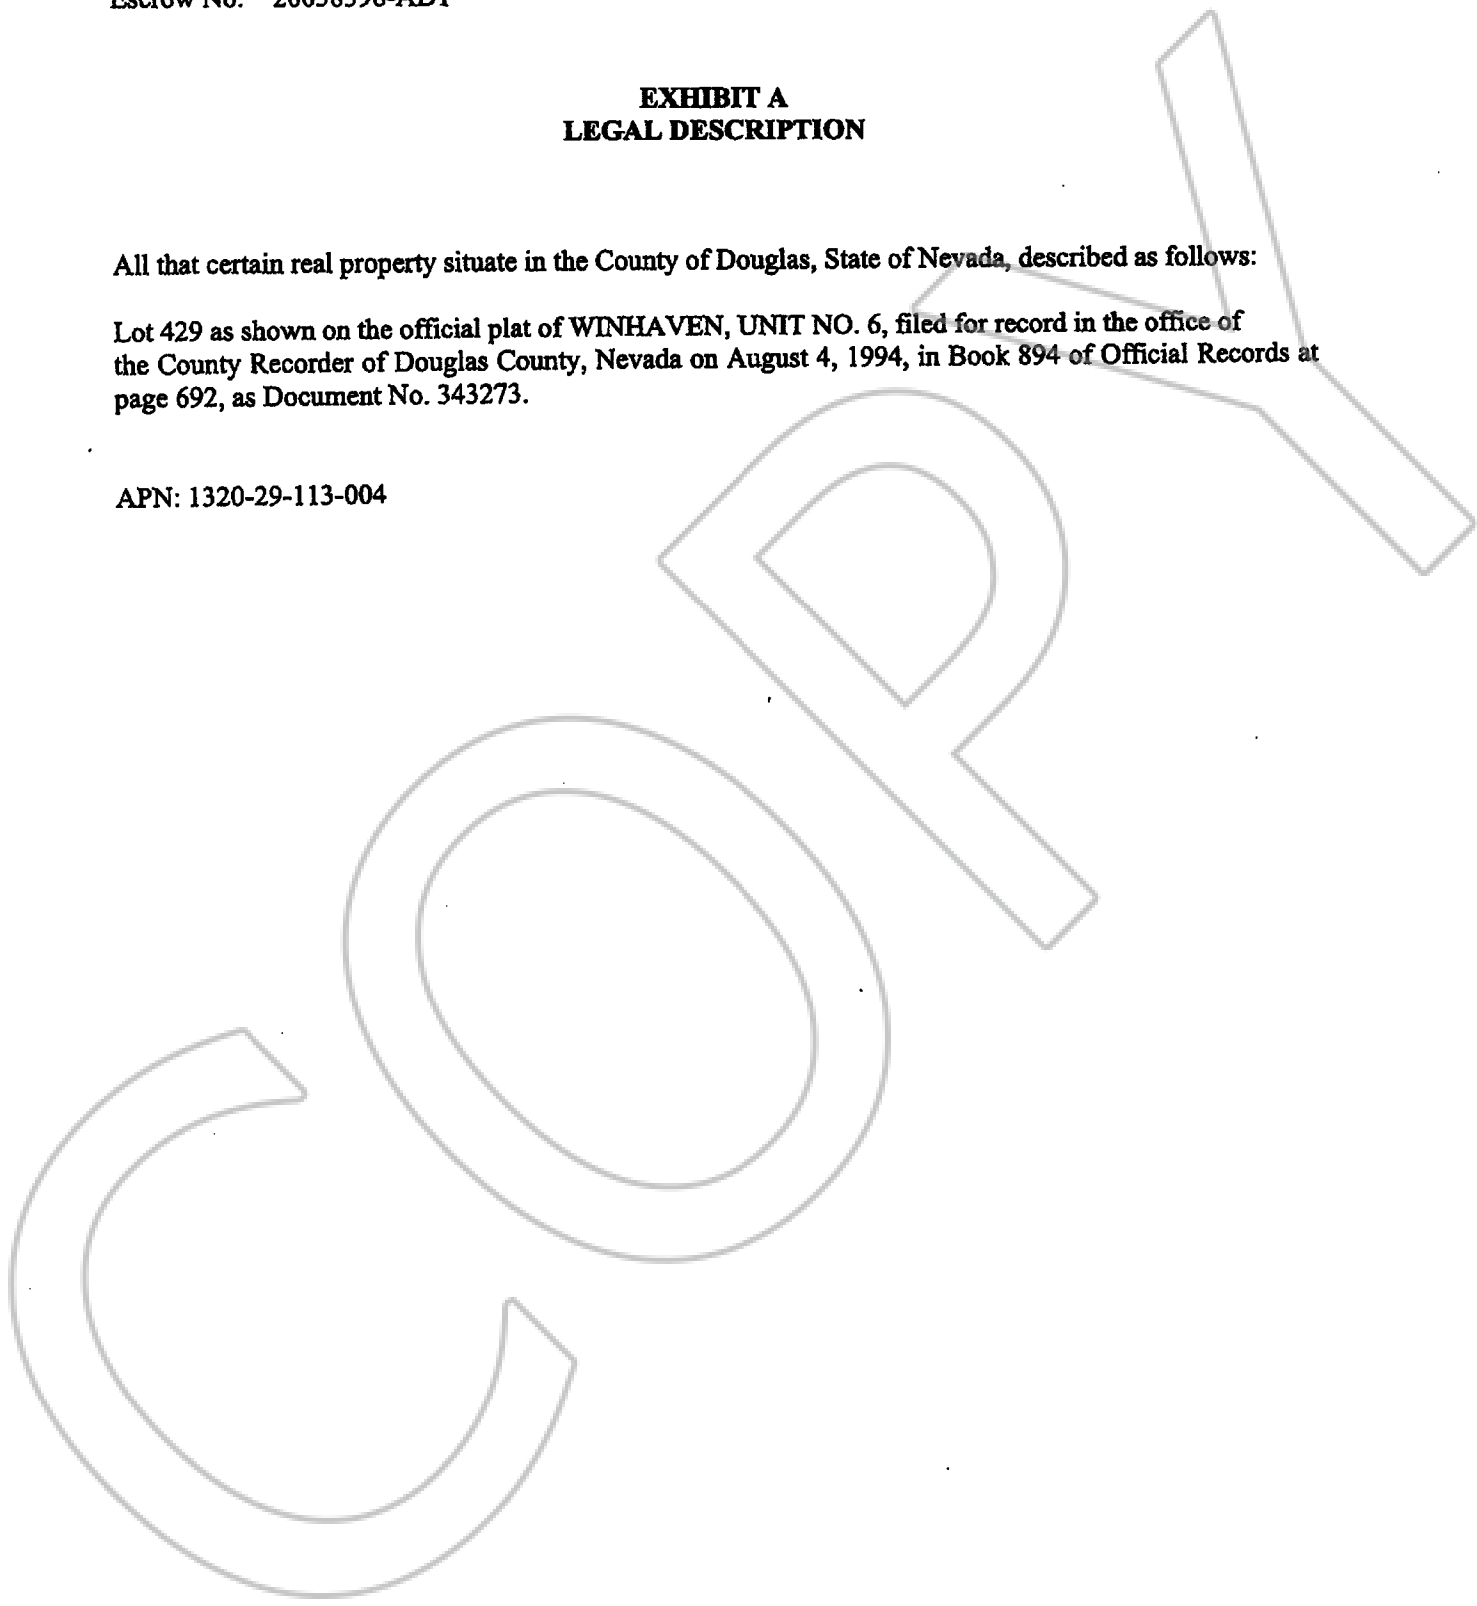 Escrow No.
EXHIBIT A
LEGAL DESCRIPTION
All that certain real property situate in the County of Douglas, State of Nevada, described as follows:
Lot 429 as shown on the official plat of WINHAVEN, UNIT NO. 6, filed for record in the office of
the County Recorder of Douglas County, Nevada on August 4, 1994, in Book 894 of Official Records at
page 692, as Document No. 343273.
APN: 1320-29-113-004
COPY